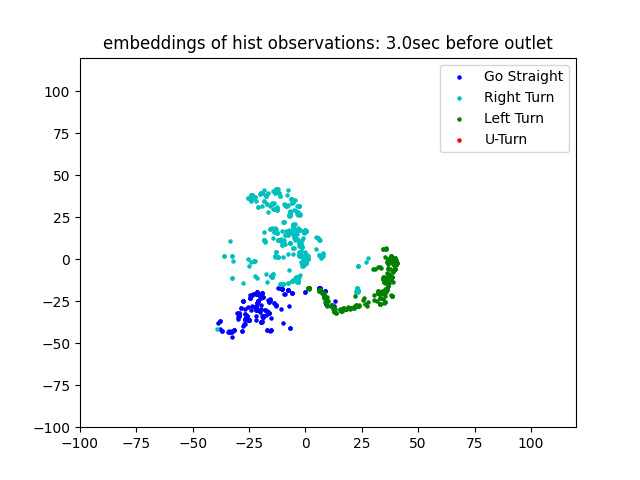 embeddings of hist observations: 3.0sec before outlet
Go Straight
Right Turn
Left Turn
U-Turn
100
75
50
25
0
−25
−50
−75
−100
−100 −75 −50 −25 0 25 50 75 100